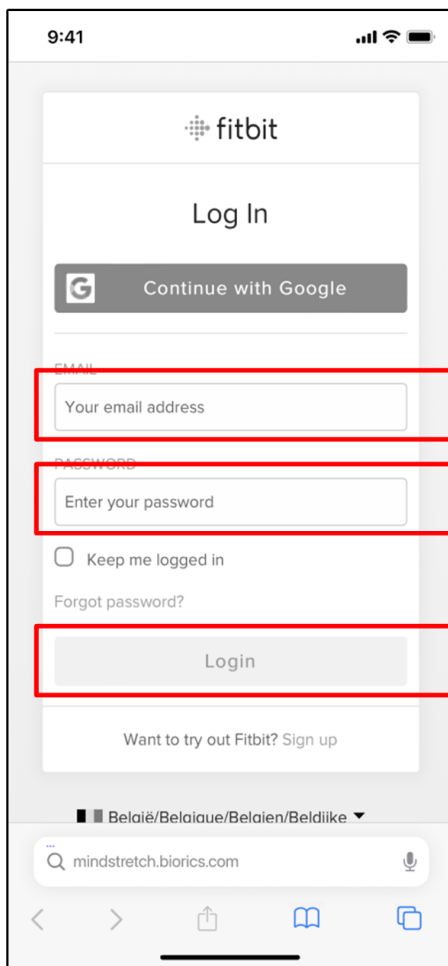 9:41
fitbit
Log In
G Continue with Google
EMAIL
Your email address
PASSWORD
Enter your password
Keep me logged in
Forgot password?
Login
Want to try out Fitbit? Sign up
België/Belgique/Belgien/Beldjike
mindstretch.biorics.com